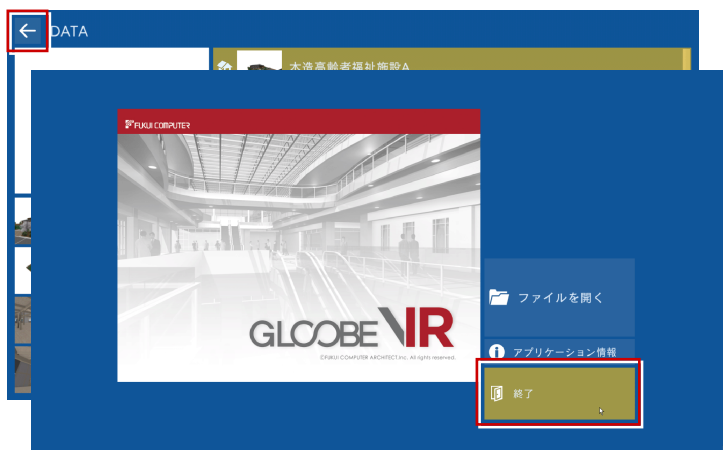 DATA
木造高齢者福祉施設A
FUKUI COMPUTER
GLOOBE VR
©FUKUI COMPUTER ARCHITECT,Inc. All rights reserved.
ファイルを開く
アプリケーション情報
終了